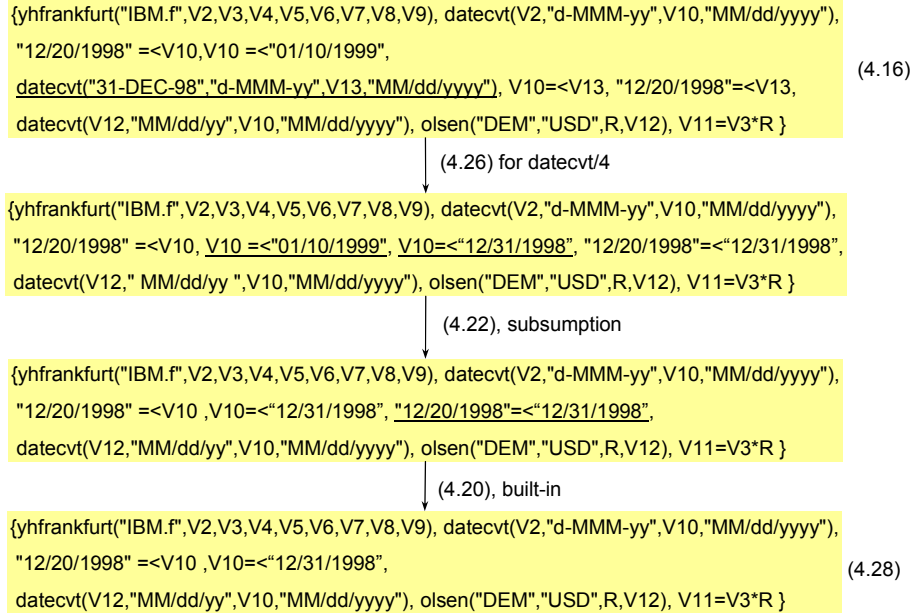 {yhfrankfurt("IBM.f",V2,V3,V4,V5,V6,V7,V8,V9), datecvt(V2,"d-MMM-yy",V10,"MM/dd/yyyy"),
"12/20/1998" =<V10,V10 =<"01/10/1999",
datecvt("31-DEC-98","d-MMM-yy",V13,"MM/dd/yyyy"), V10=<V13, "12/20/1998"=<V13,
datecvt(V12,"MM/dd/yy",V10,"MM/dd/yyyy"), olsen("DEM","USD",R,V12), V11=V3*R }
(4.16)
(4.26) for datecvt/4
{yhfrankfurt("IBM.f",V2,V3,V4,V5,V6,V7,V8,V9), datecvt(V2,"d-MMM-yy",V10,"MM/dd/yyyy"),
"12/20/1998" =<V10, V10 =<"01/10/1999", V10=<“12/31/1998”, "12/20/1998"=<“12/31/1998”,
datecvt(V12," MM/dd/yy ",V10,"MM/dd/yyyy"), olsen("DEM","USD",R,V12), V11=V3*R }
(4.22), subsumption
{yhfrankfurt("IBM.f",V2,V3,V4,V5,V6,V7,V8,V9), datecvt(V2,"d-MMM-yy",V10,"MM/dd/yyyy"),
"12/20/1998" =<V10 ,V10=<“12/31/1998”, "12/20/1998"=<“12/31/1998”,
datecvt(V12,"MM/dd/yy",V10,"MM/dd/yyyy"), olsen("DEM","USD",R,V12), V11=V3*R }
(4.20), built-in
{yhfrankfurt("IBM.f",V2,V3,V4,V5,V6,V7,V8,V9), datecvt(V2,"d-MMM-yy",V10,"MM/dd/yyyy"),
"12/20/1998" =<V10 ,V10=<“12/31/1998”,
datecvt(V12,"MM/dd/yy",V10,"MM/dd/yyyy"), olsen("DEM","USD",R,V12), V11=V3*R }
(4.28)